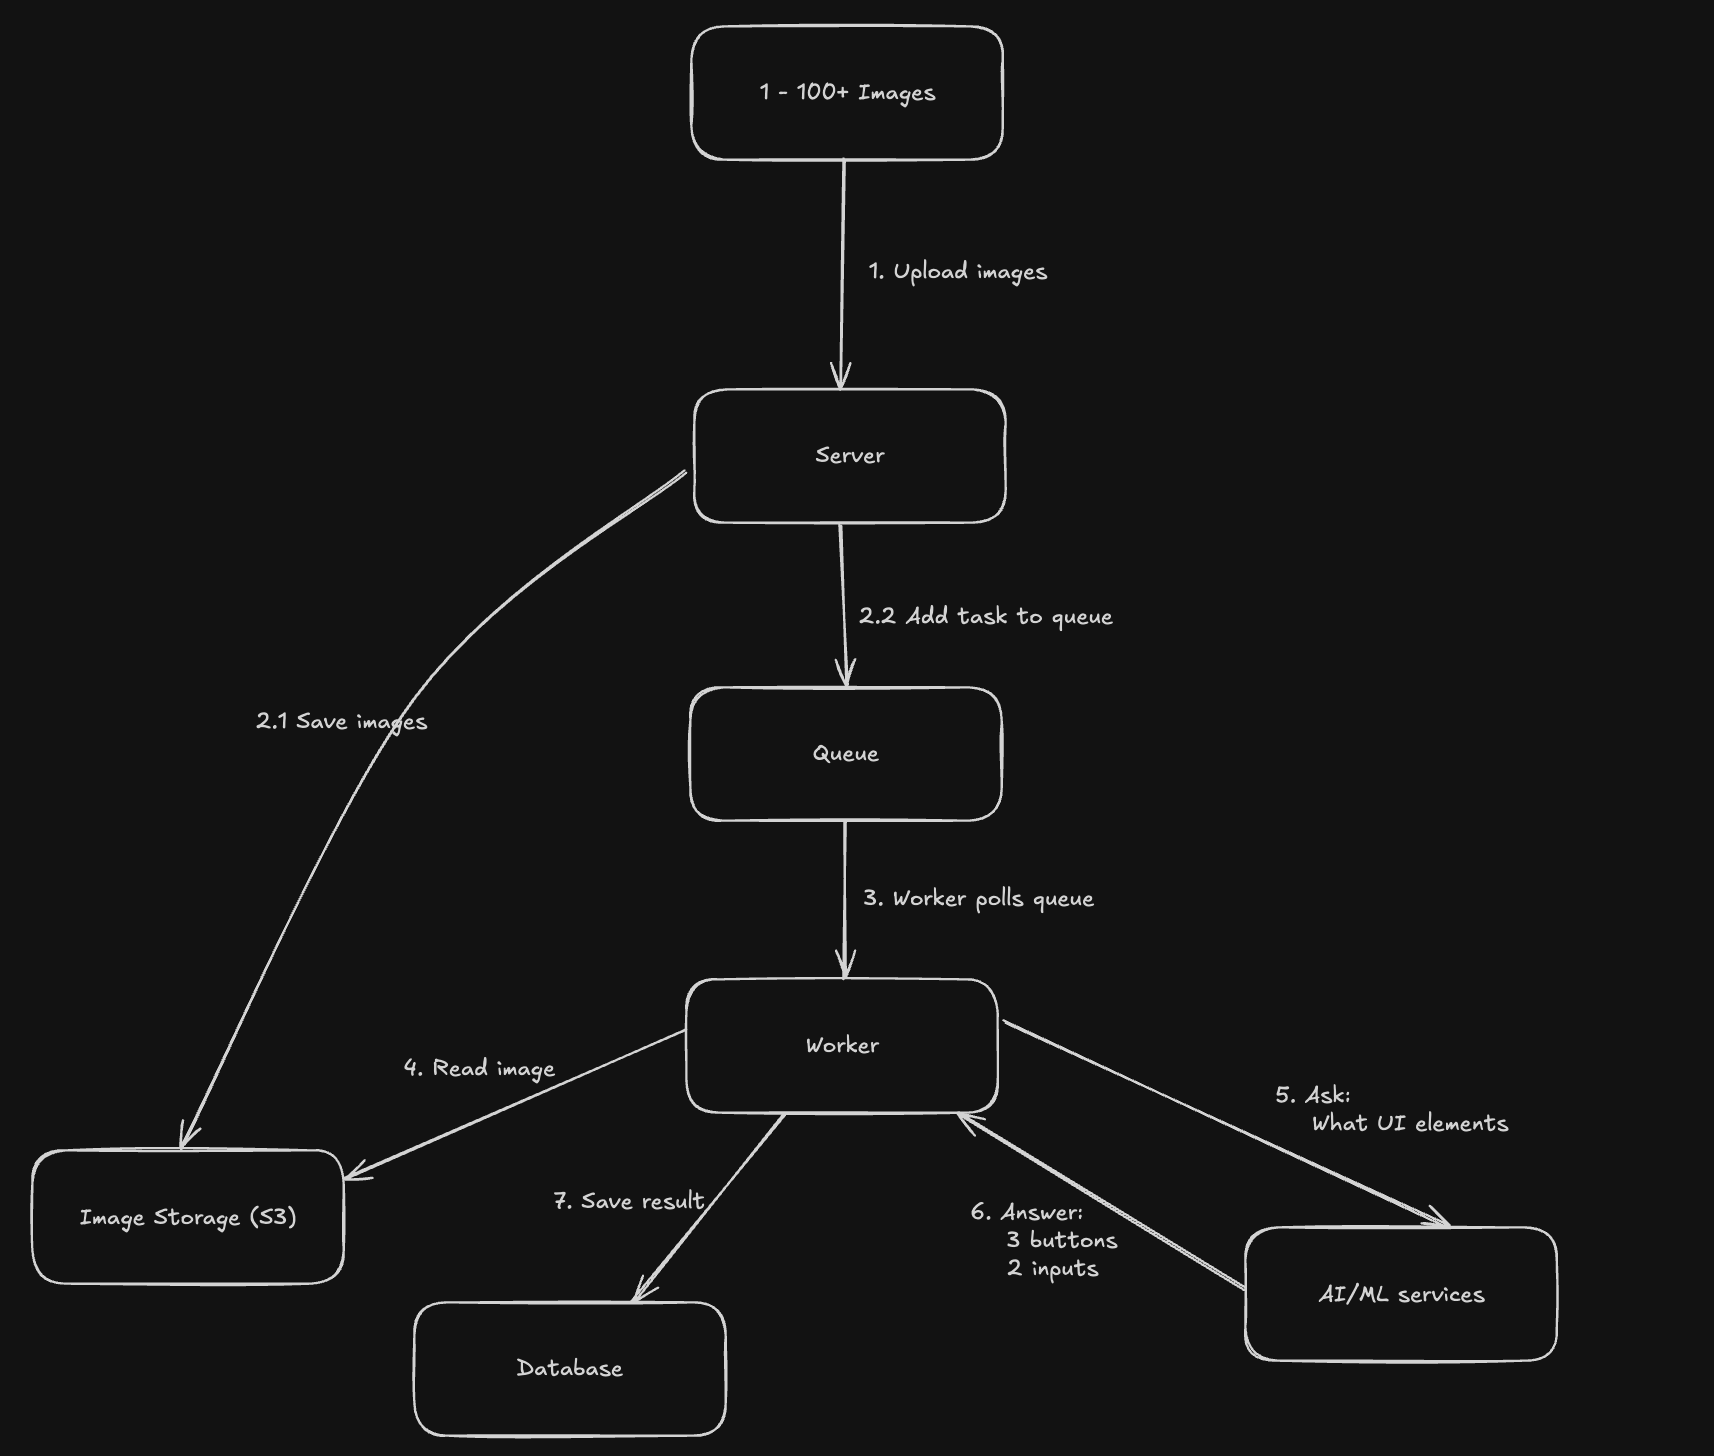 1 - 100+ Images
1. Upload images
Server
2.2 Add task to queue
2.1 Save images
Queue
3. Worker polls queue
Worker
4. Read image
5. Ask:
What UI elements
7. Save result
6. Answer:
3 buttons
2 inputs
Image Storage (S3)
AI/ML services
Database